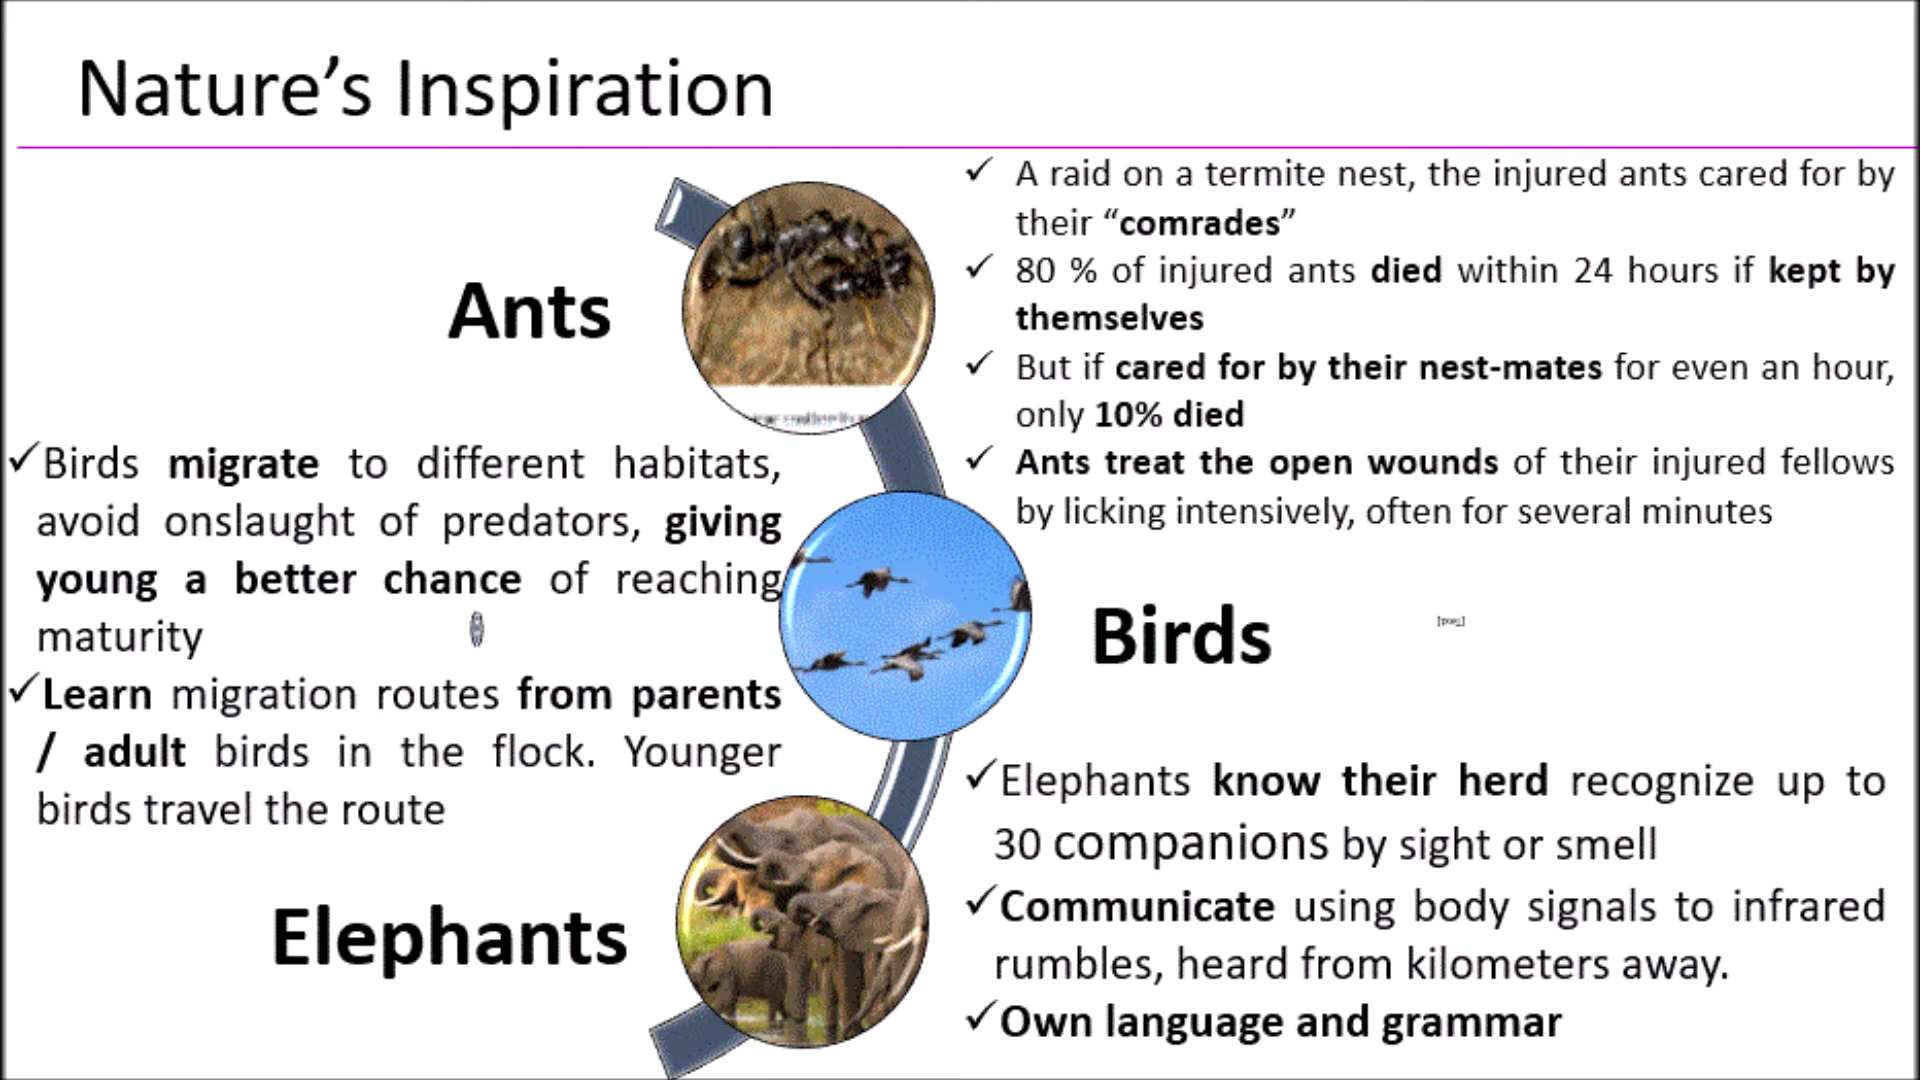 Nature's Inspiration
Ants
✓ A raid on a termite nest, the injured ants cared for by
their “comrades”
✓ 80 % of injured ants died within 24 hours if kept by
themselves
✓ But if cared for by their nest-mates for even an hour,
only 10% died
✓ Ants treat the open wounds of their injured fellows
by licking intensively, often for several minutes
✓Birds migrate to different habitats,
avoid onslaught of predators, giving
young a better chance of reaching
maturity
✓Learn migration routes from parents
/ adult birds in the flock. Younger
birds travel the route
Birds
Elephants
✓Elephants know their herd recognize up to
30 companions by sight or smell
✓Communicate using body signals to infrared
rumbles, heard from kilometers away.
✓Own language and grammar